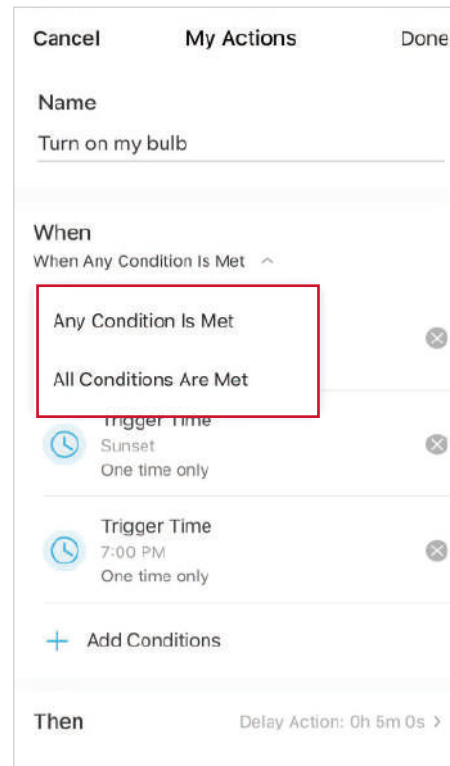 Cancel My Actions Done
Name
Turn on my bulb
When
When Any Condition Is Met
Any Condition Is Met
All Conditions Are Met
Trigger Time
Sunset
One time only
Trigger Time
7:00 PM
One time only
Add Conditions
Then Delay Action: 0h 5m 0s >